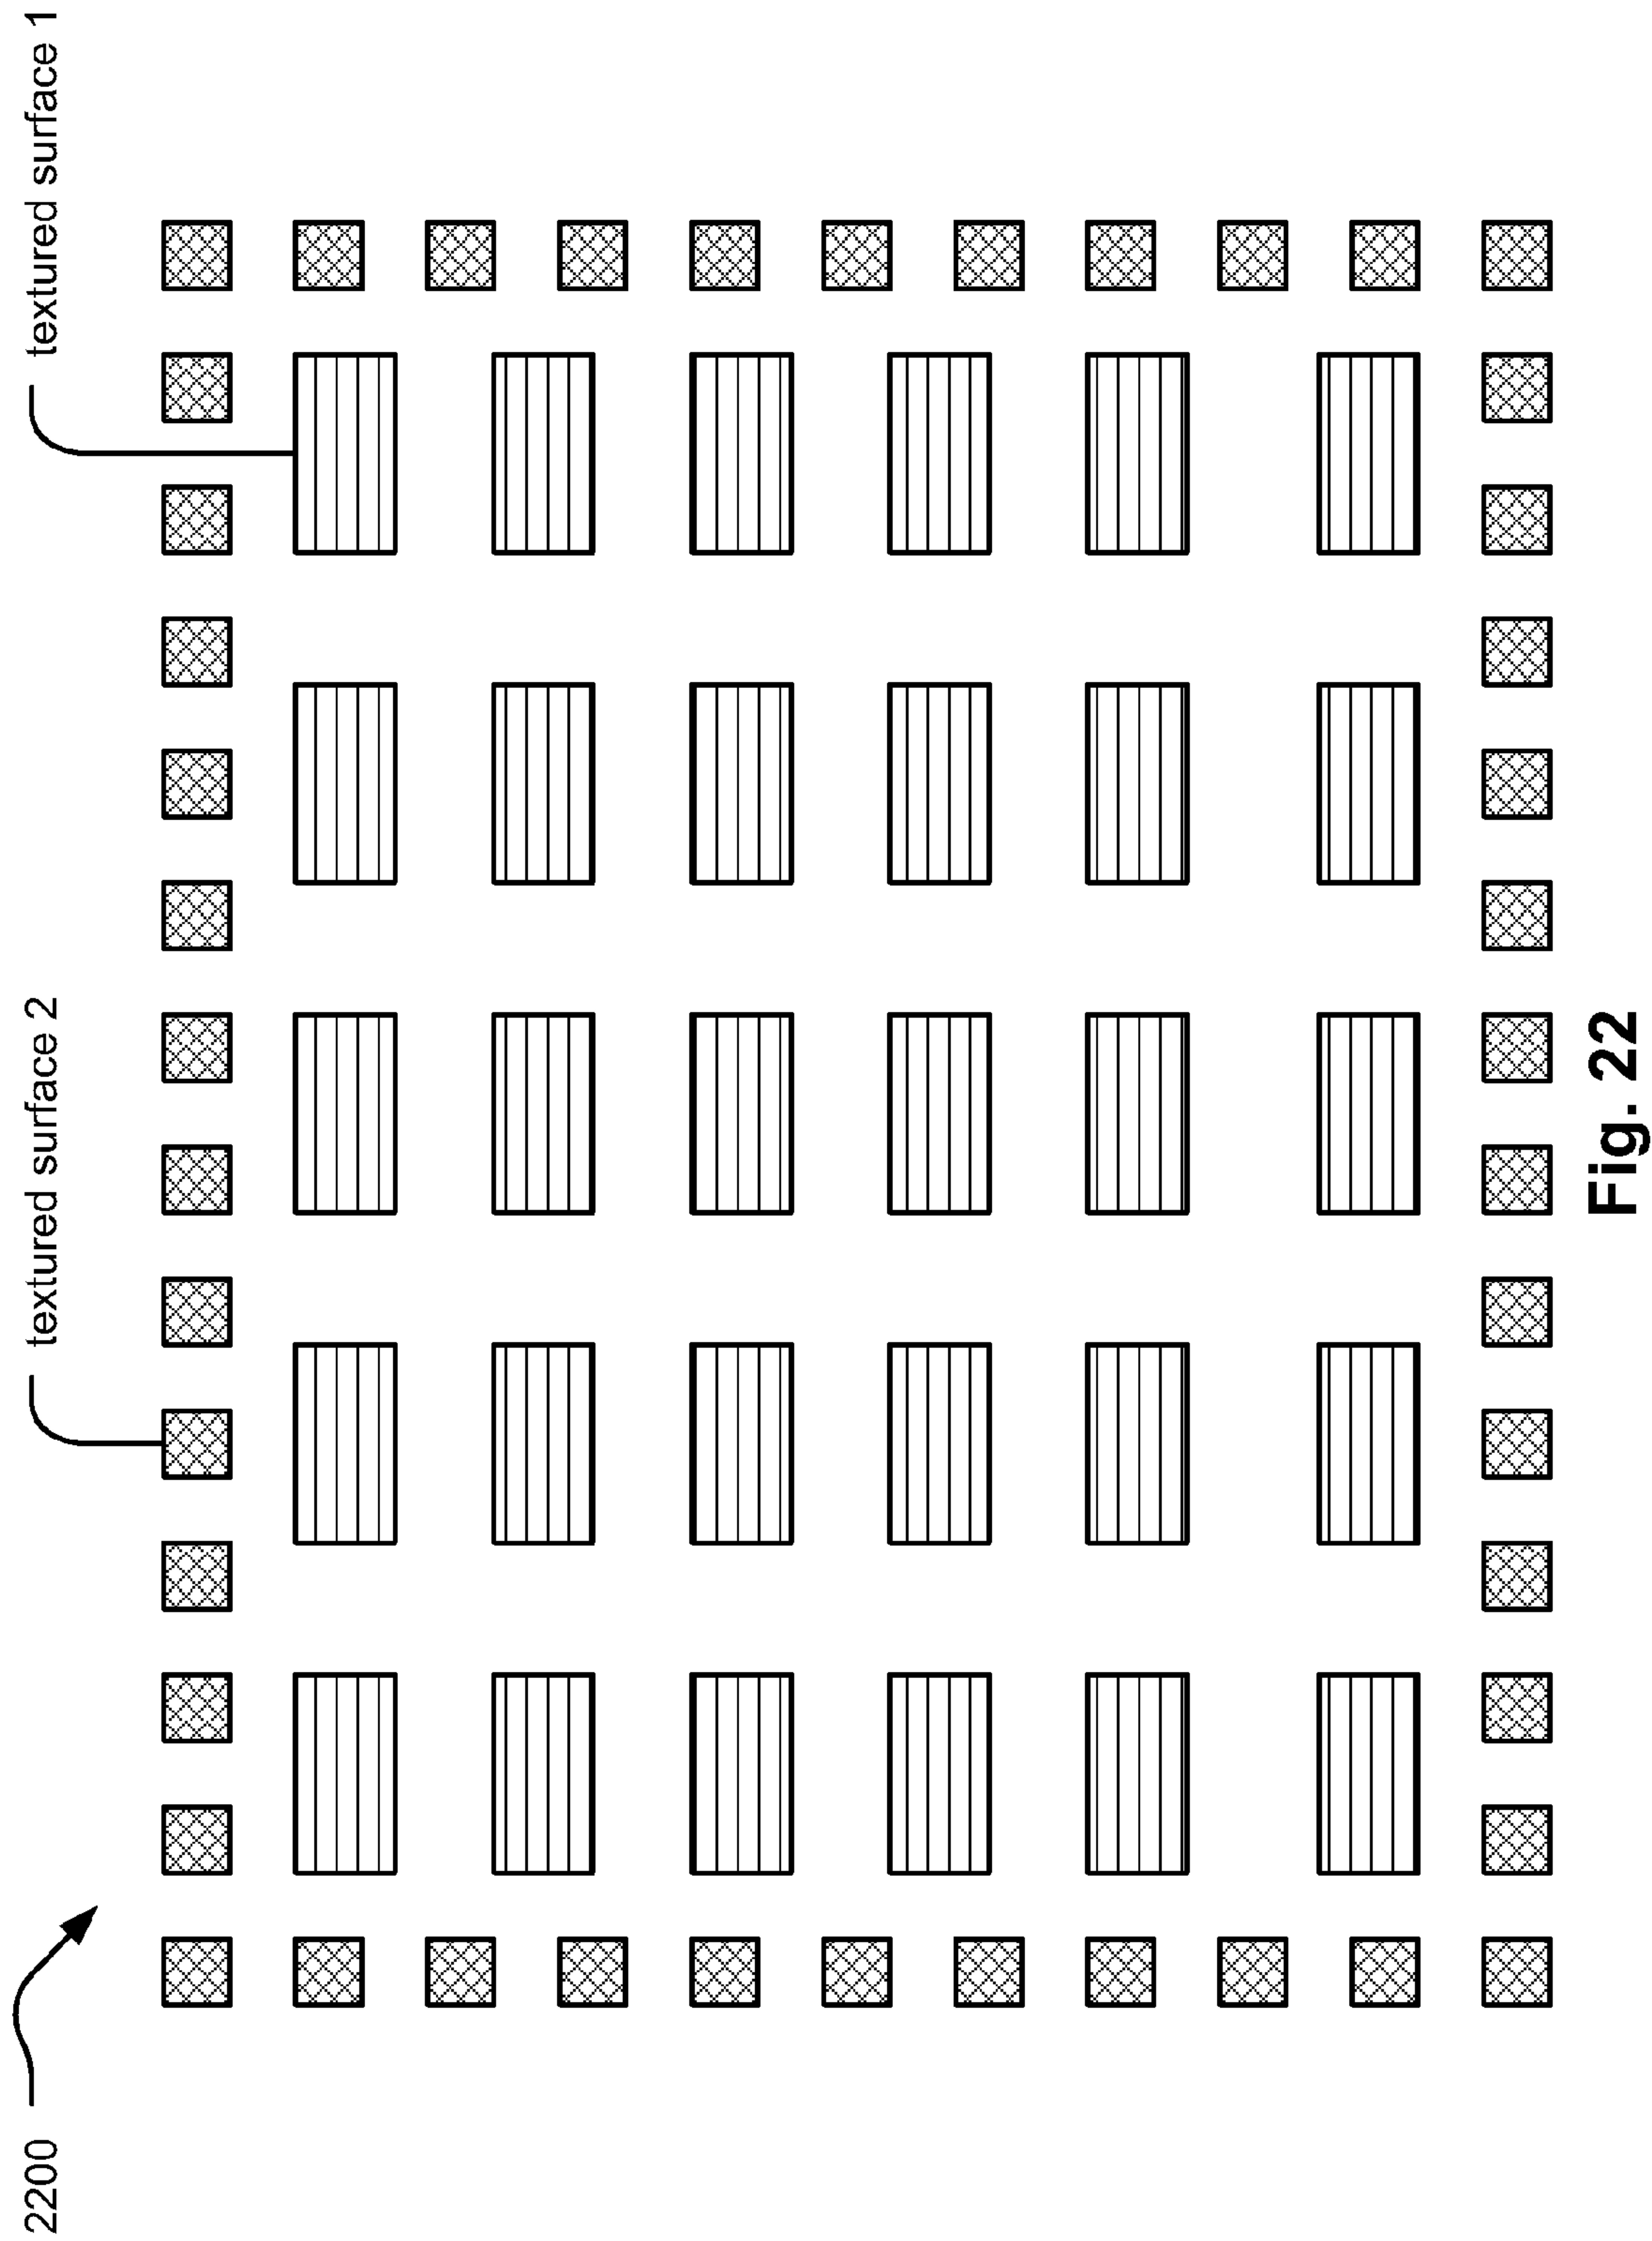 2200
textured surface 2
textured surface 1
Fig. 22